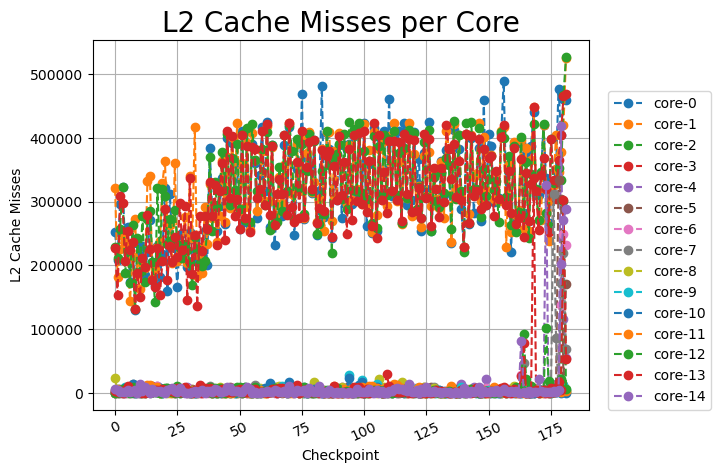 L2 Cache Misses per Core
L2 Cache Misses
500000
400000
300000
200000
100000
0
0
25
50
75
100
125
150
175
Checkpoint
core-0
core-1
core-2
core-3
core-4
core-5
core-6
core-7
core-8
core-9
core-10
core-11
core-12
core-13
core-14